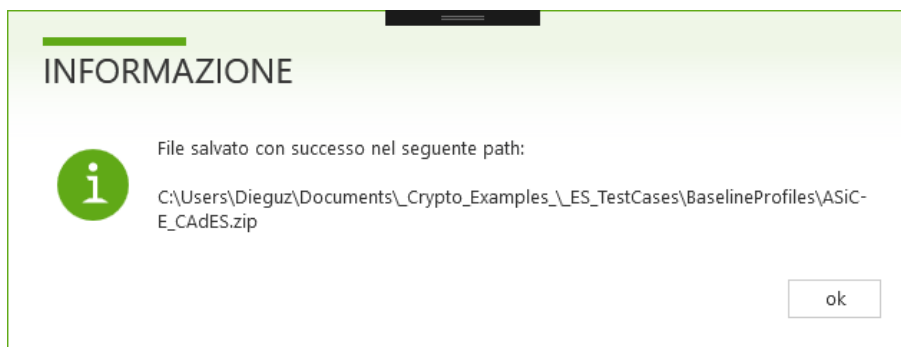 INFORMAZIONE
File salvato con successo nel seguente path:
C:\Users\Dieguz\Documents\_Crypto_Examples_\_ES_TestCases\BaselineProfiles\ASiC-
E_CAdES.zip
ok